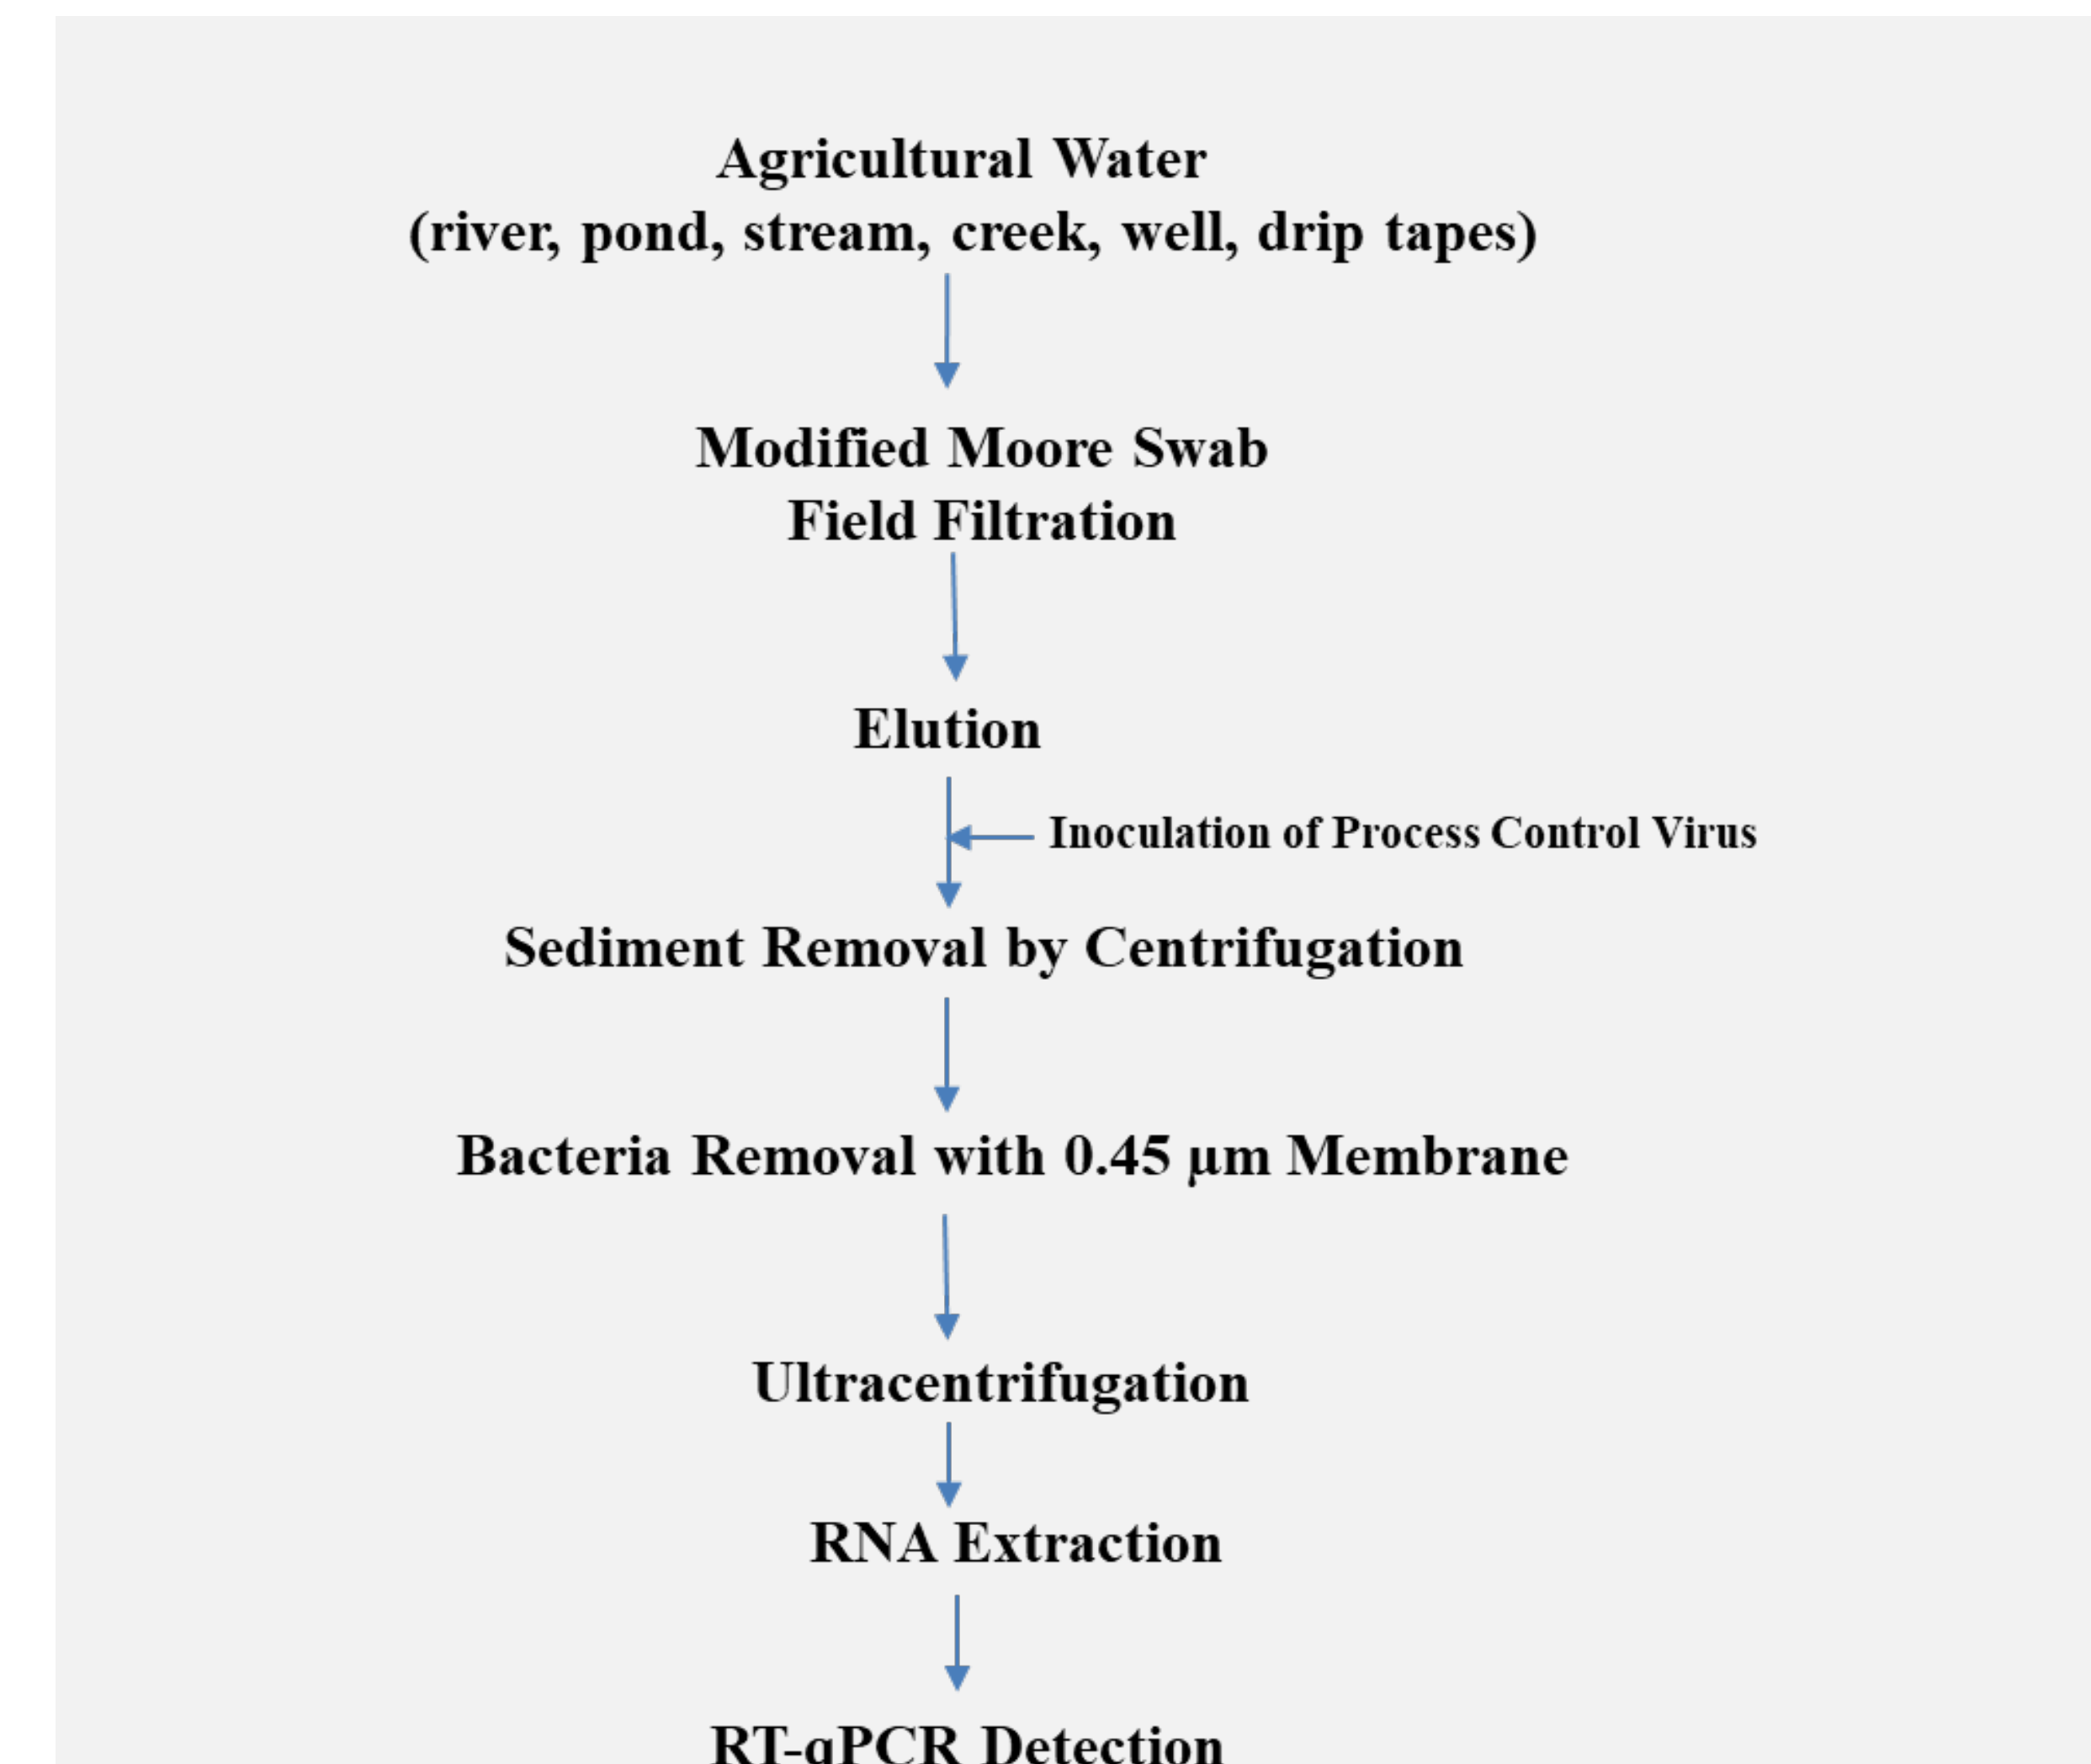 Agricultural Water
(river, pond, stream, creek, well, drip tapes)
Modified Moore Swab
Field Filtration
Elution
Inoculation of Process Control Virus
Sediment Removal by Centrifugation
Bacteria Removal with 0.45 µm Membrane
Ultracentrifugation
RNA Extraction
RT-qPCR Detection